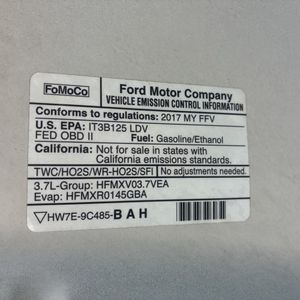 FoMoCo
Ford Motor Company
VEHICLE EMISSION CONTROL INFORMATION
Conforms to regulations: 2017 MY FFV
U.S. EPA: IT3B125 LDV
FED OBD II Fuel: Gasoline/Ethanol
California: Not for sale in states with
California emissions standards.
TWC/HO2S/WR-HO2S/SFI No adjustments needed.
3.7L-Group: HFMXV03.7VEA
Evap: HFMXR0145GBA
HW7E-9C485-BAH